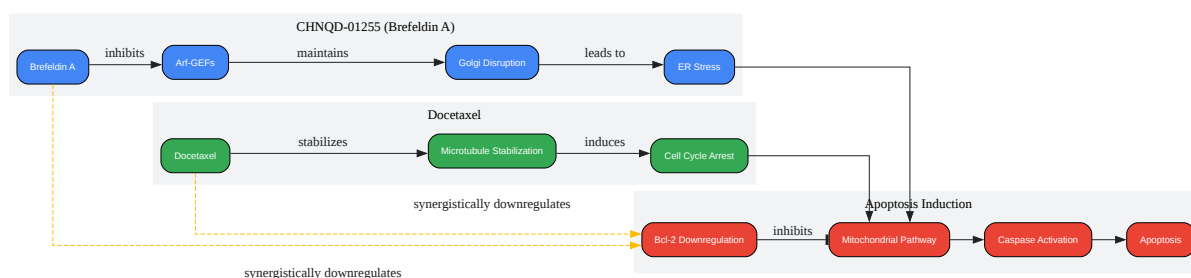 CHNQD-01255 (Brefeldin A)
Brefeldin A
inhibits
Arf-GEFs
maintains
Golgi Disruption
leads to
ER Stress
Docetaxel
Docetaxel
stabilizes
Microtubule Stabilization
induces
Cell Cycle Arrest
synergistically downregulates
Apoptosis Induction
Bcl-2 Downregulation
inhibits
Mitochondrial Pathway
Caspase Activation
Apoptosis
synergistically downregulates